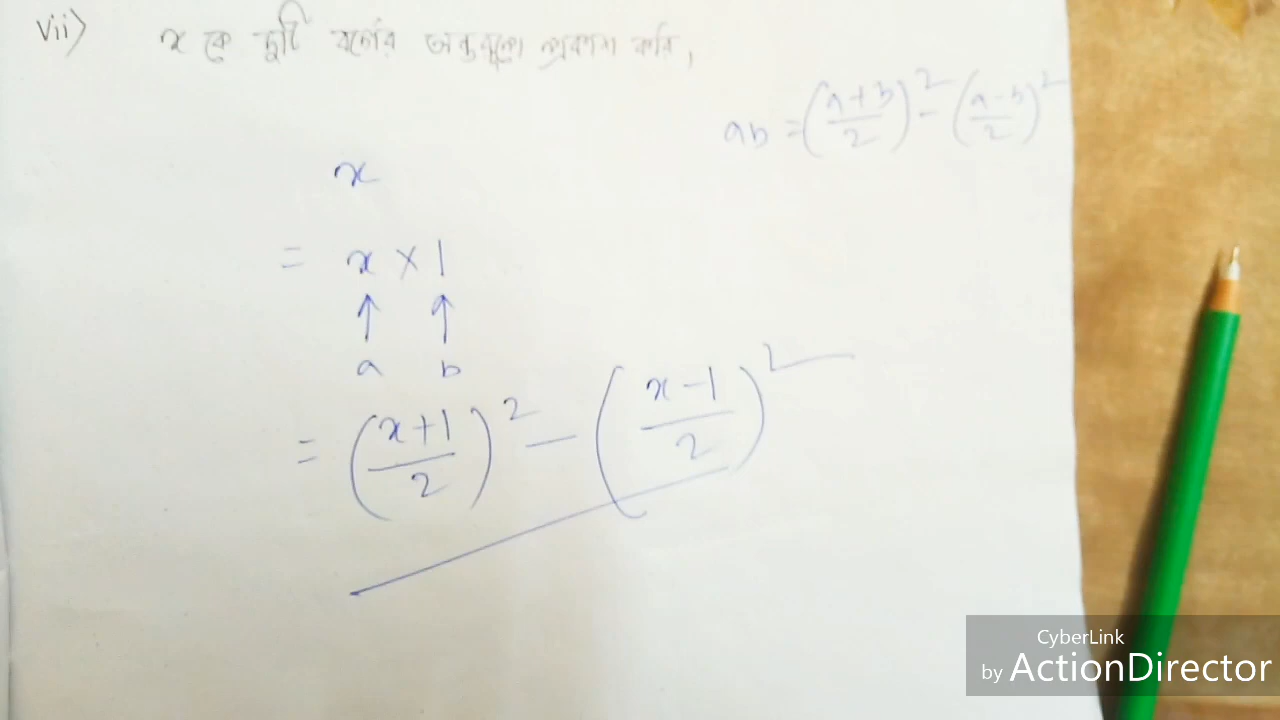 vii) x কে দুটি বর্গের অন্তররূপে প্রকাশ করি,
ab = (a+b/2)² - (a-b/2)²
x
= x × 1
↑ ↑
a b
= (x+1/2)² - (x-1/2)²
CyberLink
by ActionDirector